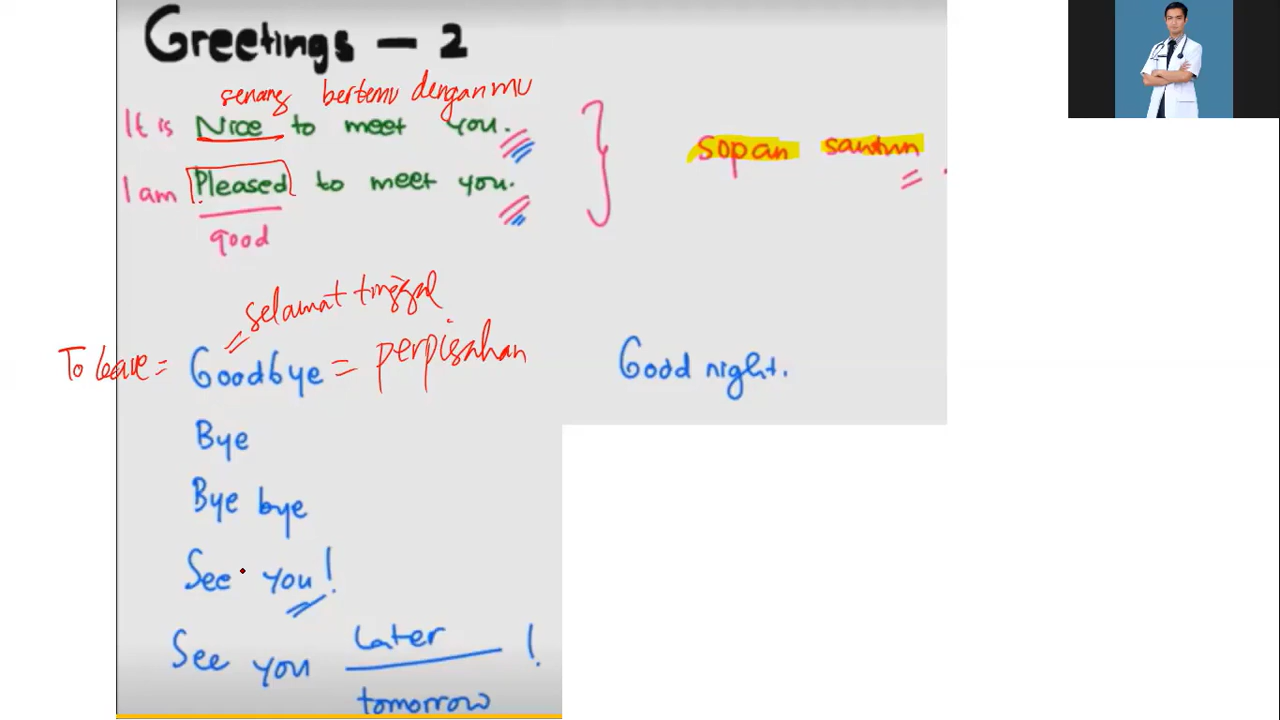 Greetings – 2
senang bertemu denganmu
It is Nice to meet you.
I am Pleased to meet you.
good
sopan santun
selamat tinggal
To leave = Goodbye = perpisahan
Good night.
Bye
Bye bye
See you!
See you later !
tomorrow